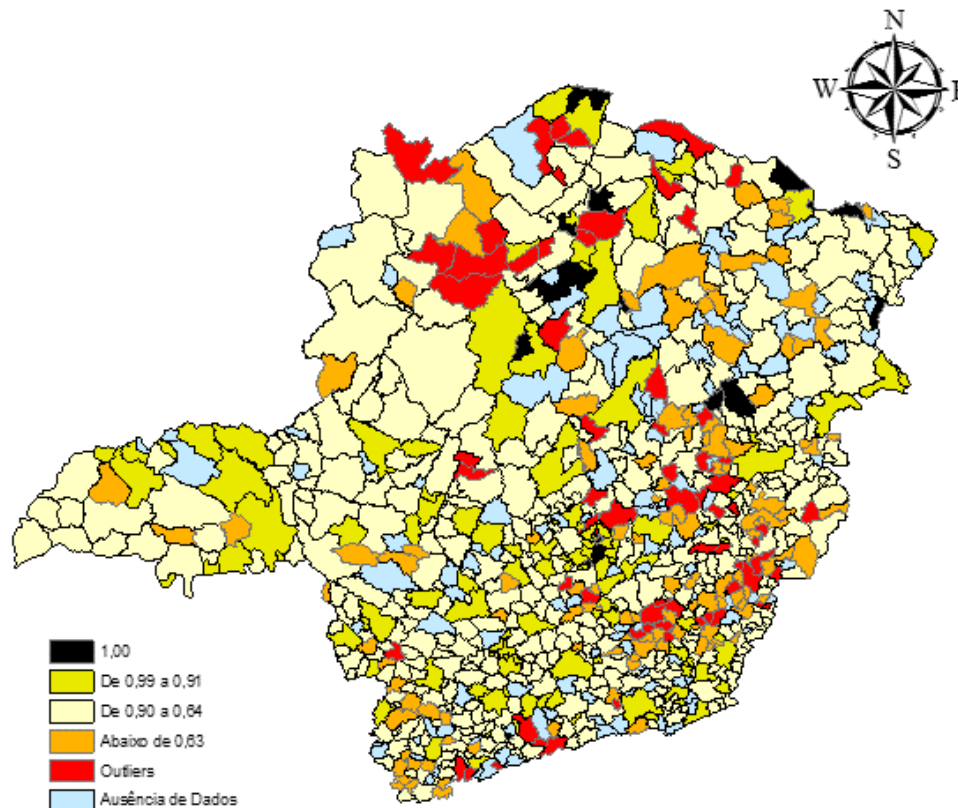 N
W E
S
1,00
De 0,99 a 0,91
De 0,90 a 0,64
Abaixo de 0,63
Outliers
Ausência de Dados